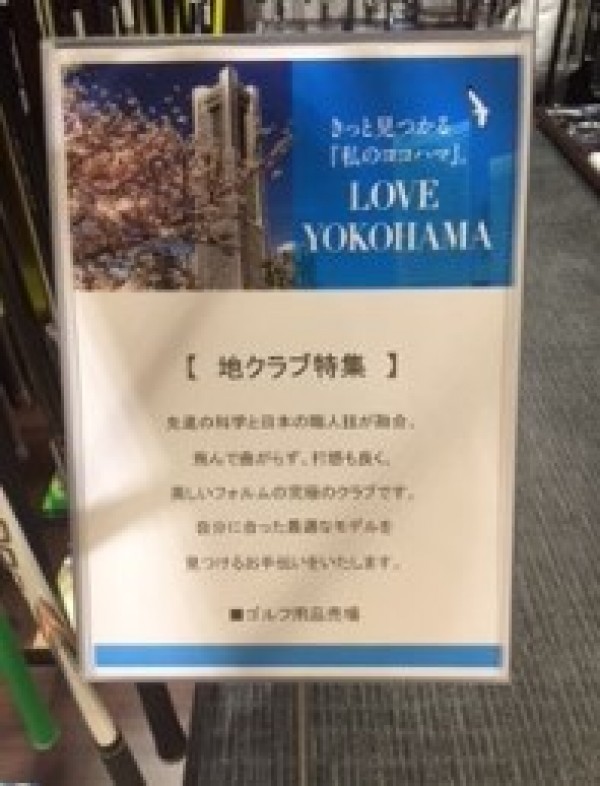 きっと見つかる
「私のヨコハマ」。
LOVE
YOKOHAMA
【 地クラブ特集 】
先進の科学と日本の職人技が融合、
飛んで曲がらず、打感も良く、
美しいフォルムの究極のクラブです。
自分に合った最適なモデルを
見つけるお手伝いをいたします。
■ゴルフ用品売場